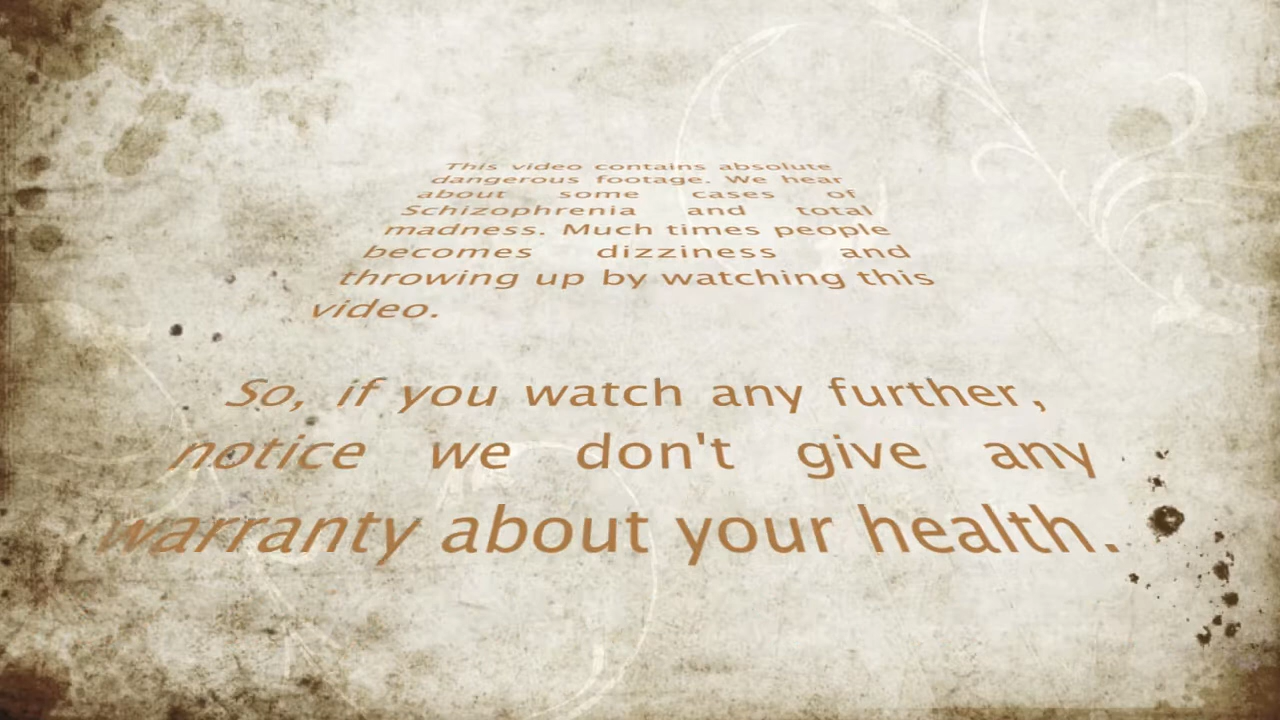 This video contains absolute
dangerous footage. We hear
about some cases of
Schizophrenia and total
madness. Much times people
becomes dizziness and
throwing up by watching this
video.
So, if you watch any further,
notice we don't give any
warranty about your health.